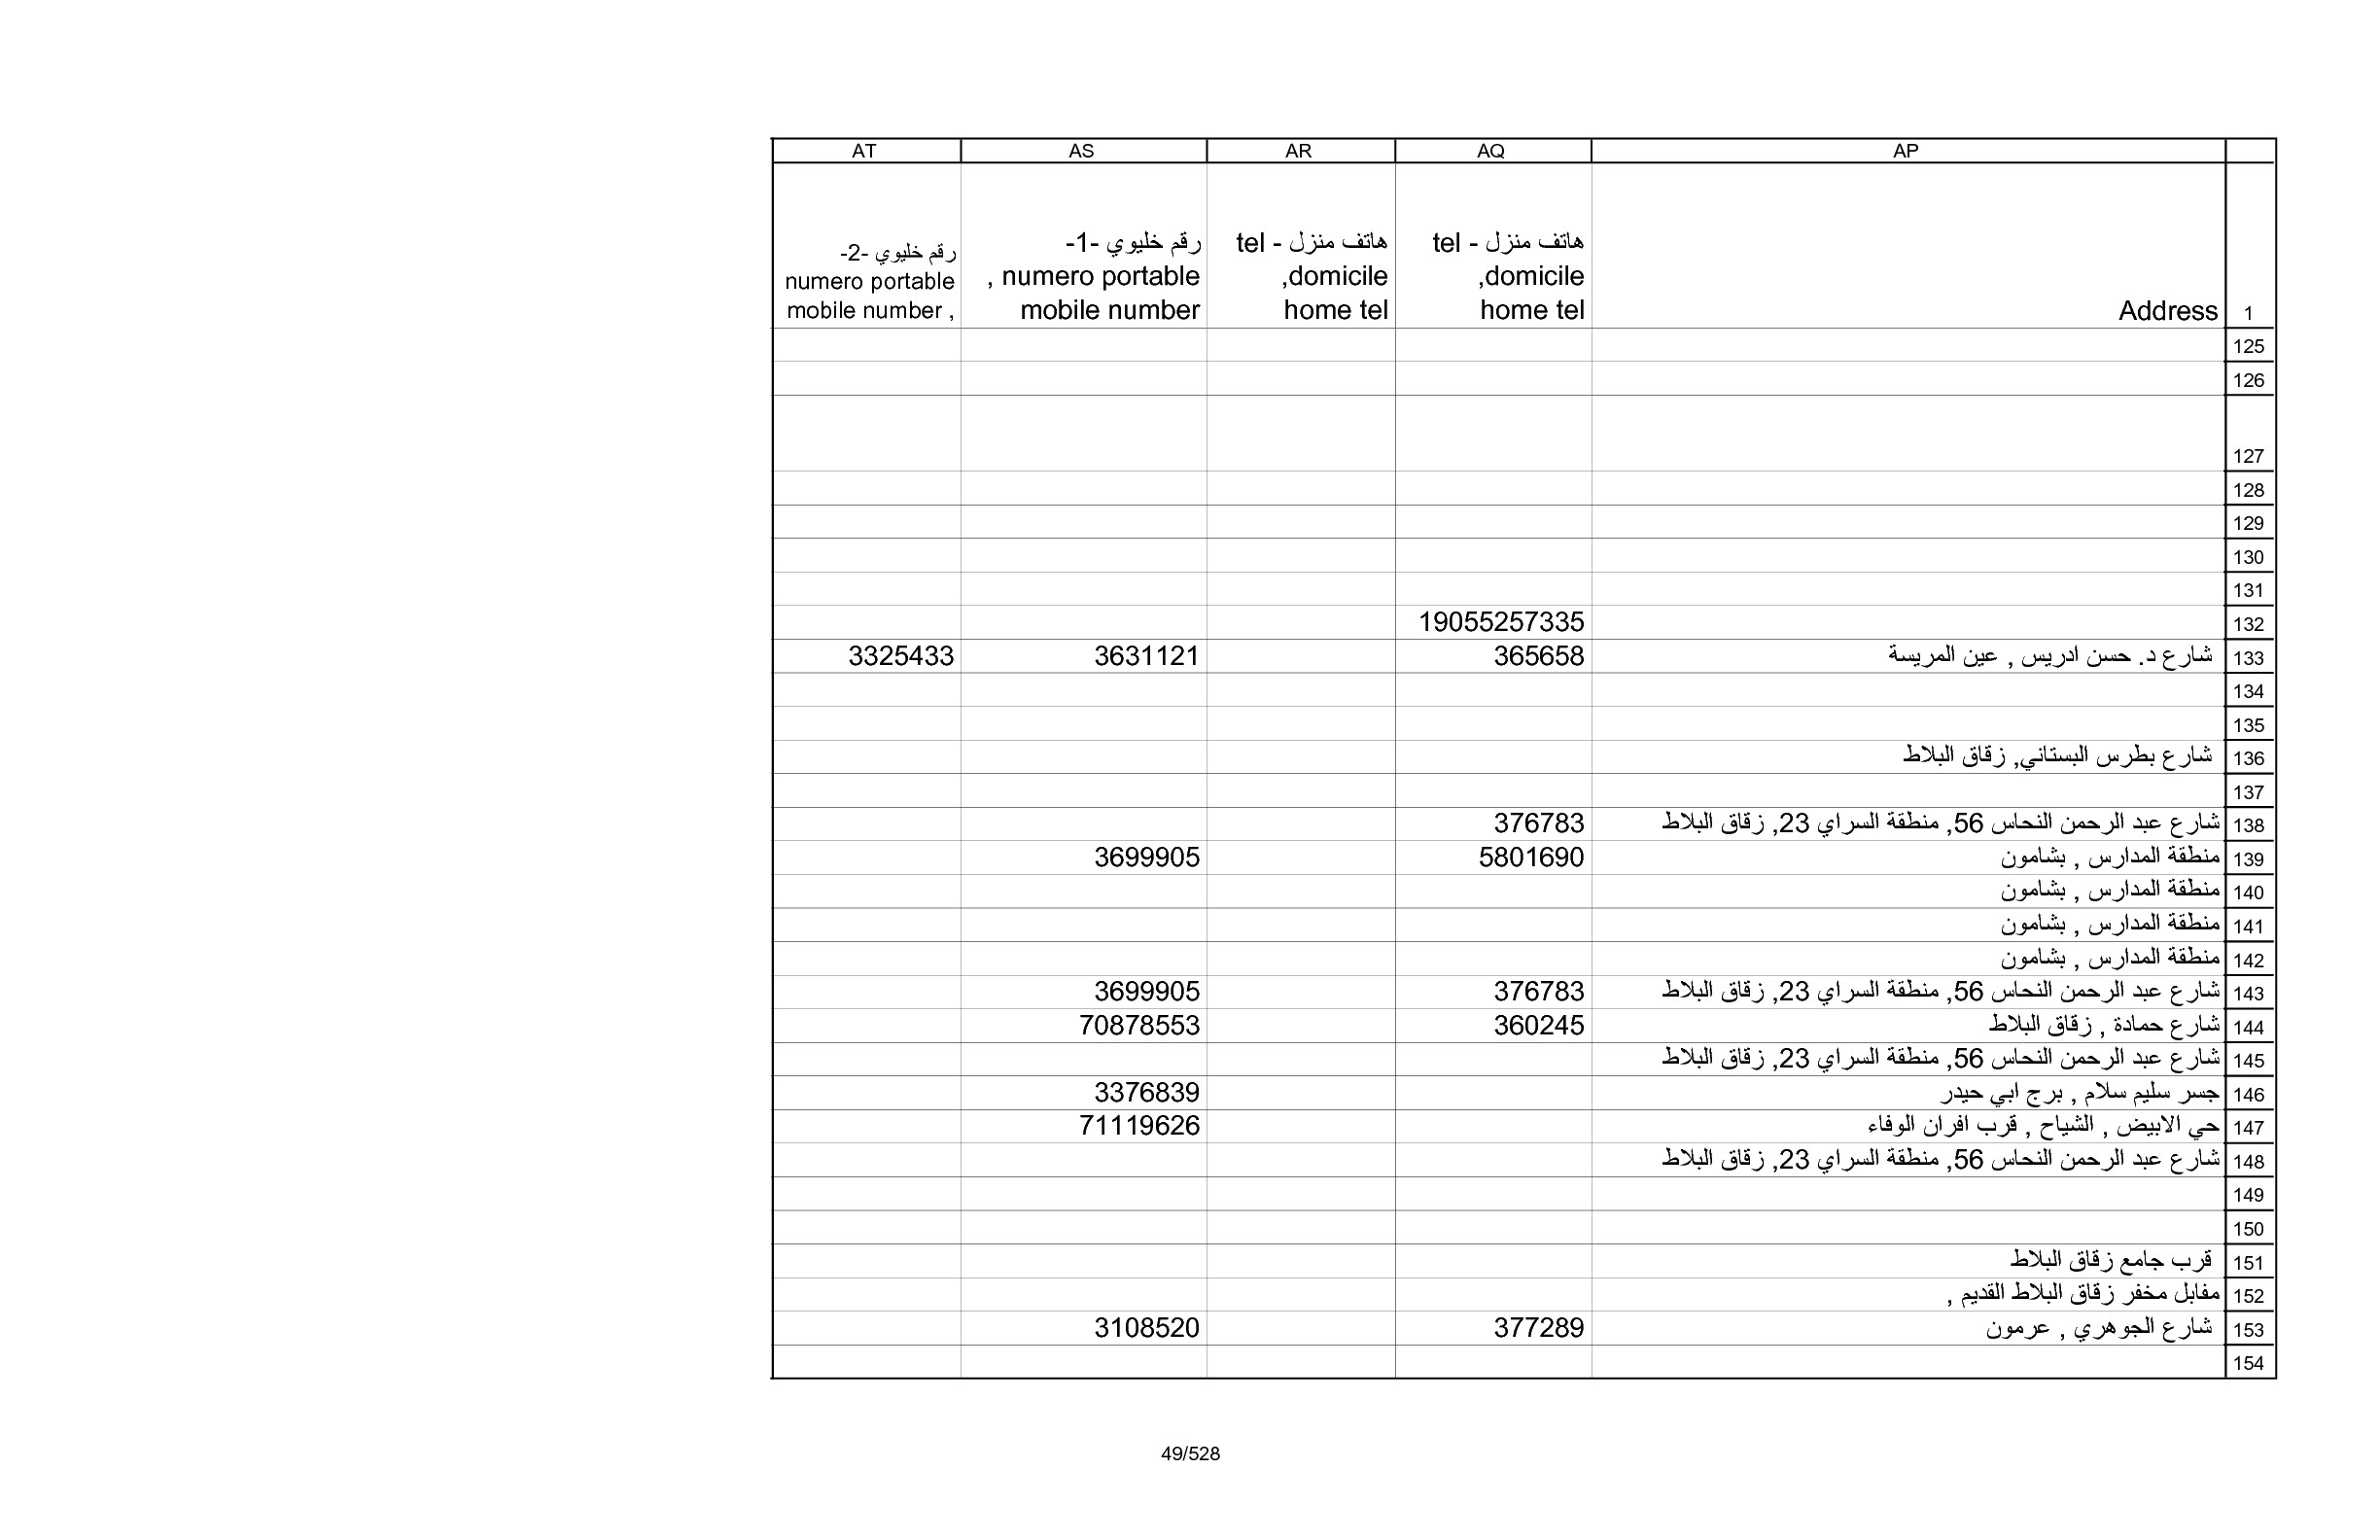 AP AQ AR AS AT
1 Address هاتف منزل - tel domicile, home tel هاتف منزل - tel domicile, home tel رقم خليوي -1- numero portable , mobile number رقم خليوي -2- numero portable mobile number ,
125
126
127
128
129
130
131
132 19055257335
133 شارع د. حسن ادريس , عين المريسة 365658 3631121 3325433
134
135
136 شارع بطرس البستاني, زقاق البلاط
137
138 شارع عبد الرحمن النحاس 56, منطقة السراي 23, زقاق البلاط 376783
139 منطقة المدارس , بشامون 5801690 3699905
140 منطقة المدارس , بشامون
141 منطقة المدارس , بشامون
142 منطقة المدارس , بشامون
143 شارع عبد الرحمن النحاس 56, منطقة السراي 23, زقاق البلاط 376783 3699905
144 شارع حمادة , زقاق البلاط 360245 70878553
145 شارع عبد الرحمن النحاس 56, منطقة السراي 23, زقاق البلاط
146 جسر سليم سلام , برج ابي حيدر 3376839
147 حي الابيض , الشياح , قرب افران الوفاء 71119626
148 شارع عبد الرحمن النحاس 56, منطقة السراي 23, زقاق البلاط
149
150
151 قرب جامع زقاق البلاط
152 مفابل مخفر زقاق البلاط القديم ,
153 شارع الجوهري , عرمون 377289 3108520
154
49/528